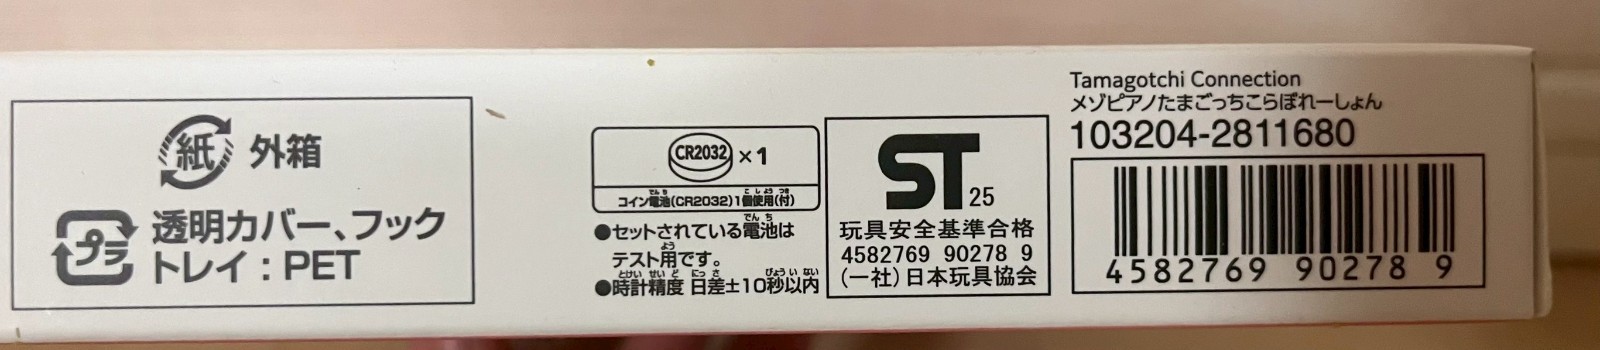 紙 外箱
プラ 透明カバー、フック
トレイ：PET
CR2032 ×1
コイン電池(CR2032)1個使用(付)
●セットされている電池は
テスト用です。
●時計精度 日差±10秒以内
ST 25
玩具安全基準合格
4582769 90278 9
(一社)日本玩具協会
Tamagotchi Connection
メゾピアノたまごっちこらぼれーしょん
103204-2811680
4582769 90278 9